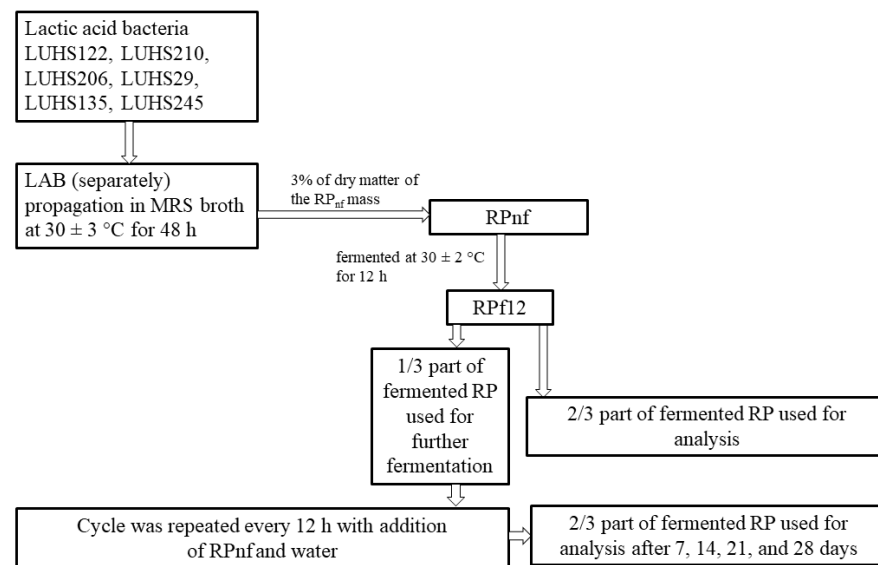 Lactic acid bacteria
LUHS122, LUHS210,
LUHS206, LUHS29,
LUHS135, LUHS245
LAB (separately)
propagation in MRS broth
at 30 ± 3 °C for 48 h
3% of dry matter of
the RPnf mass
RPnf
fermented at 30 ± 2 °C
for 12 h
RPf12
1/3 part of
fermented RP
used for
further
fermentation
2/3 part of fermented RP used for
analysis
Cycle was repeated every 12 h with addition
of RPnf and water
2/3 part of fermented RP used for
analysis after 7, 14, 21, and 28 days